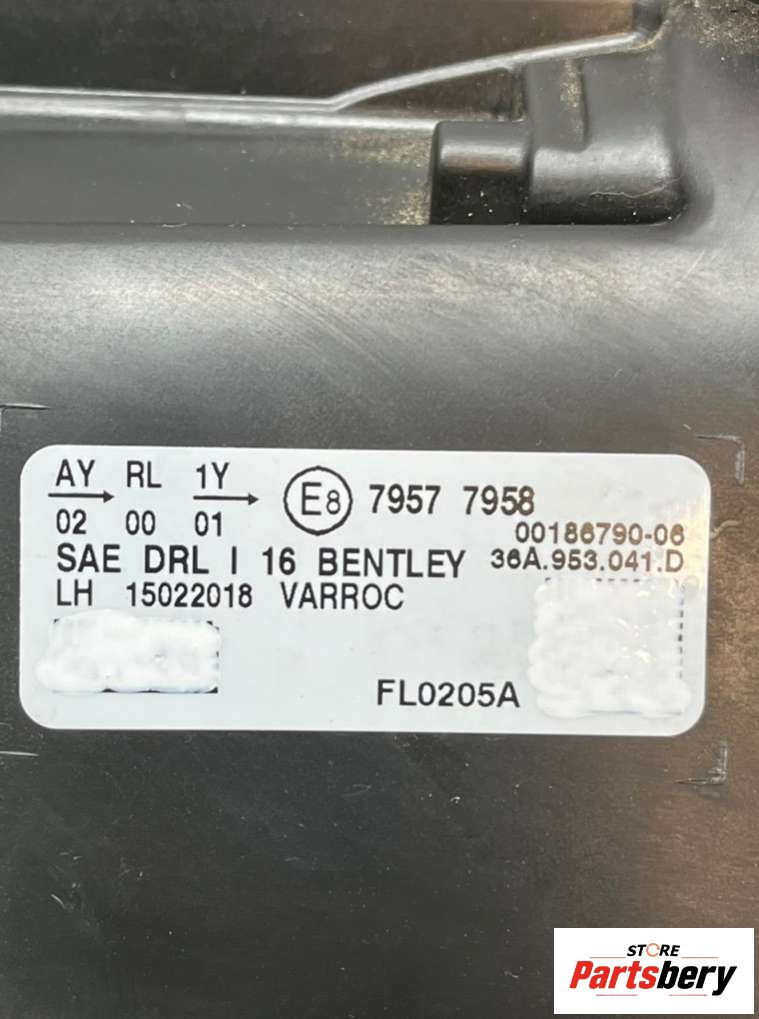 AY RL 1Y E8 7957 7958
02 00 01 00186790-06
SAE DRL I 16 BENTLEY 36A.953.041.D
LH 15022018 VARROC
FL0205A
STORE
Partsbery